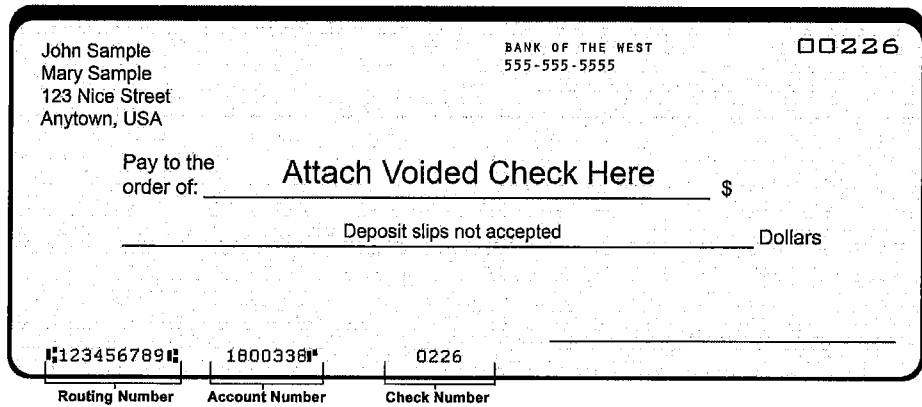 John Sample
Mary Sample
123 Nice Street
Anytown, USA
BANK OF THE WEST
555-555-5555
00226
Pay to the
order of:
Attach Voided Check Here
$
Deposit slips not accepted
Dollars
⑆123456789⑆ 1800338⑈ 0226
Routing Number Account Number Check Number